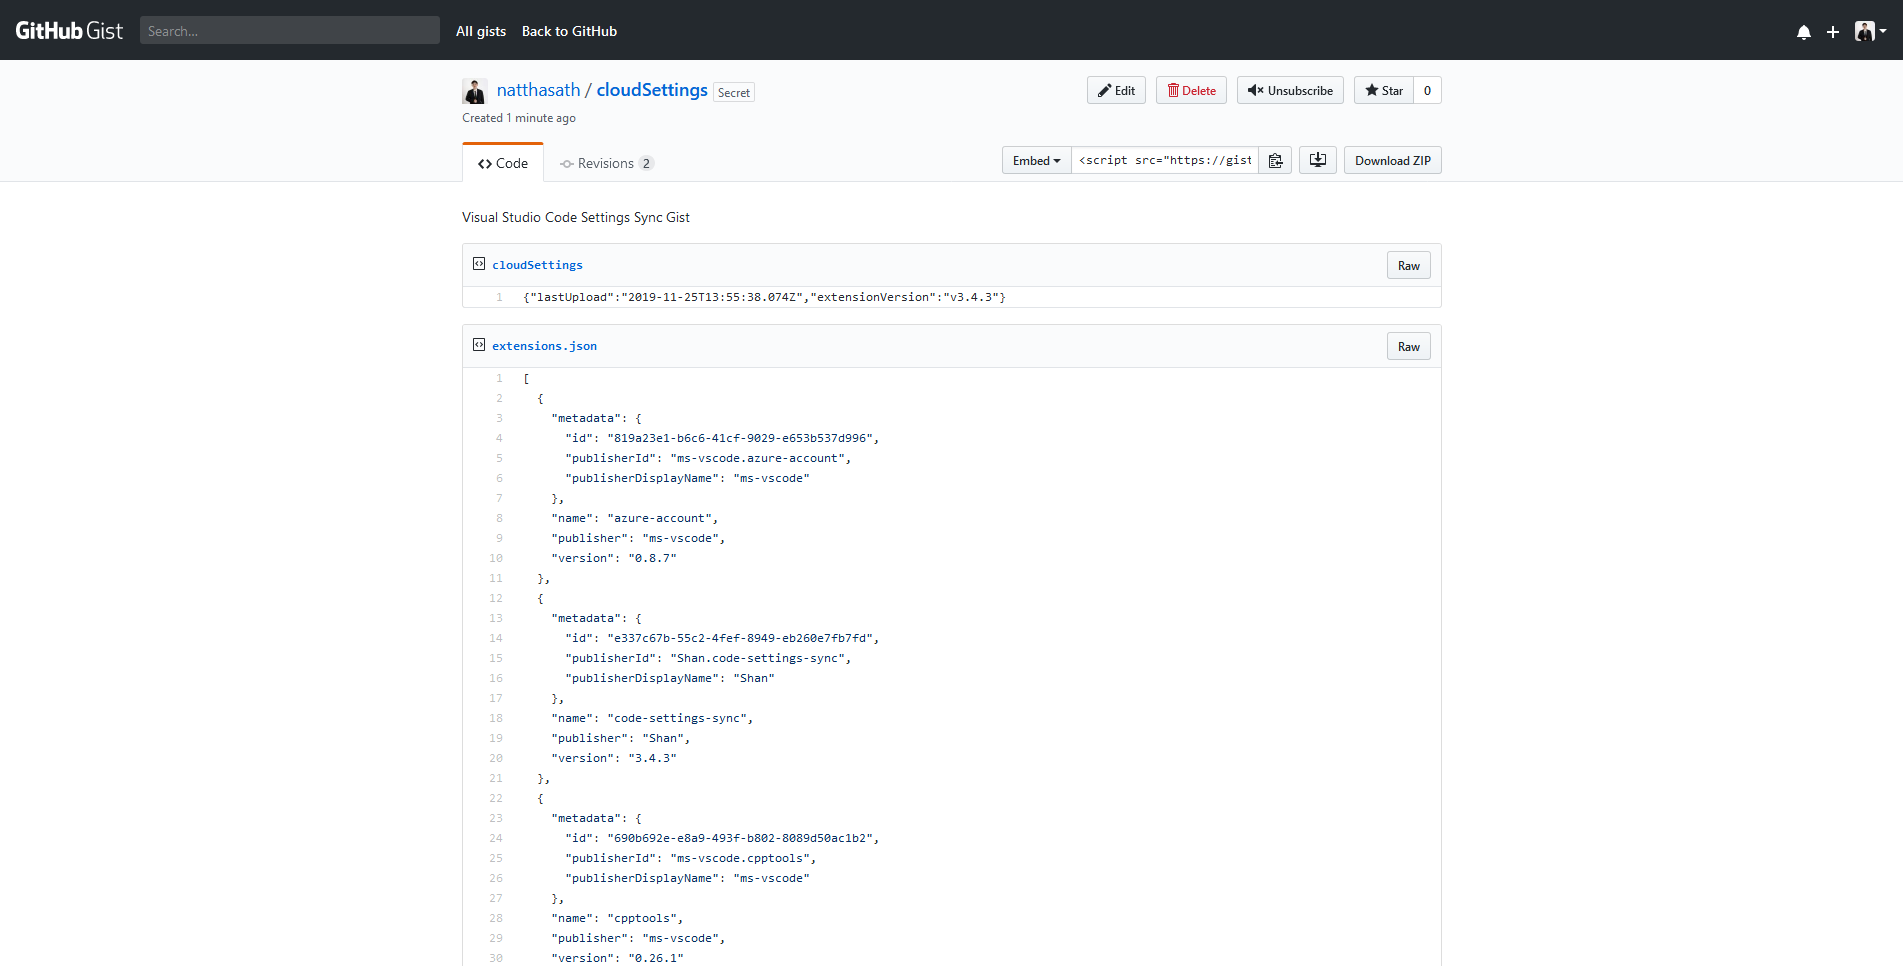 GitHub Gist Search... All gists Back to GitHub
natthasath / cloudSettings Secret Edit Delete Unsubscribe Star 0
Created 1 minute ago
Code Revisions 2 Embed <script src="https://gist Download ZIP
Visual Studio Code Settings Sync Gist
cloudSettings Raw
1 {"lastUpload":"2019-11-25T13:55:38.074Z","extensionVersion":"v3.4.3"}
extensions.json Raw
1 [
2 {
3 "metadata": {
4 "id": "819a23e1-b6c6-41cf-9029-e653b537d996",
5 "publisherId": "ms-vscode.azure-account",
6 "publisherDisplayName": "ms-vscode"
7 },
8 "name": "azure-account",
9 "publisher": "ms-vscode",
10 "version": "0.8.7"
11 },
12 {
13 "metadata": {
14 "id": "e337c67b-55c2-4fef-8949-eb260e7fb7fd",
15 "publisherId": "Shan.code-settings-sync",
16 "publisherDisplayName": "Shan"
17 },
18 "name": "code-settings-sync",
19 "publisher": "Shan",
20 "version": "3.4.3"
21 },
22 {
23 "metadata": {
24 "id": "690b692e-e8a9-493f-b802-8089d50ac1b2",
25 "publisherId": "ms-vscode.cpptools",
26 "publisherDisplayName": "ms-vscode"
27 },
28 "name": "cpptools",
29 "publisher": "ms-vscode",
30 "version": "0.26.1"